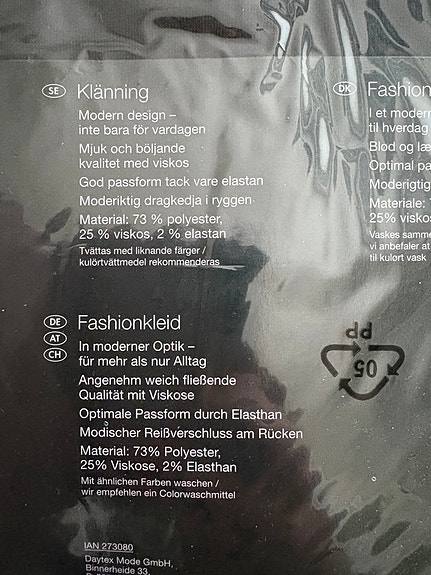 SE Klänning
Modern design –
inte bara för vardagen
Mjuk och böljande
kvalitet med viskos
God passform tack vare elastan
Moderiktig dragkedja i ryggen
Material: 73 % polyester,
25 % viskos, 2 % elastan
Tvättas med liknande färger /
kulörtvättmedel rekommenderas
DK Fashion
I et modern
til hverdag
Blød og læ
Optimal pa
Moderigtig
Materiale: 7
25% viskos
Vaskes samme
vi anbefaler at
til kulørt vask
DE AT CH Fashionkleid
In moderner Optik –
für mehr als nur Alltag
Angenehm weich fließende
Qualität mit Viskose
Optimale Passform durch Elasthan
Modischer Reißverschluss am Rücken
Material: 73% Polyester,
25% Viskose, 2% Elasthan
Mit ähnlichen Farben waschen /
wir empfehlen ein Colorwaschmittel
PP
05
IAN 273080
Daytex Mode GmbH,
Binnerheide 33,